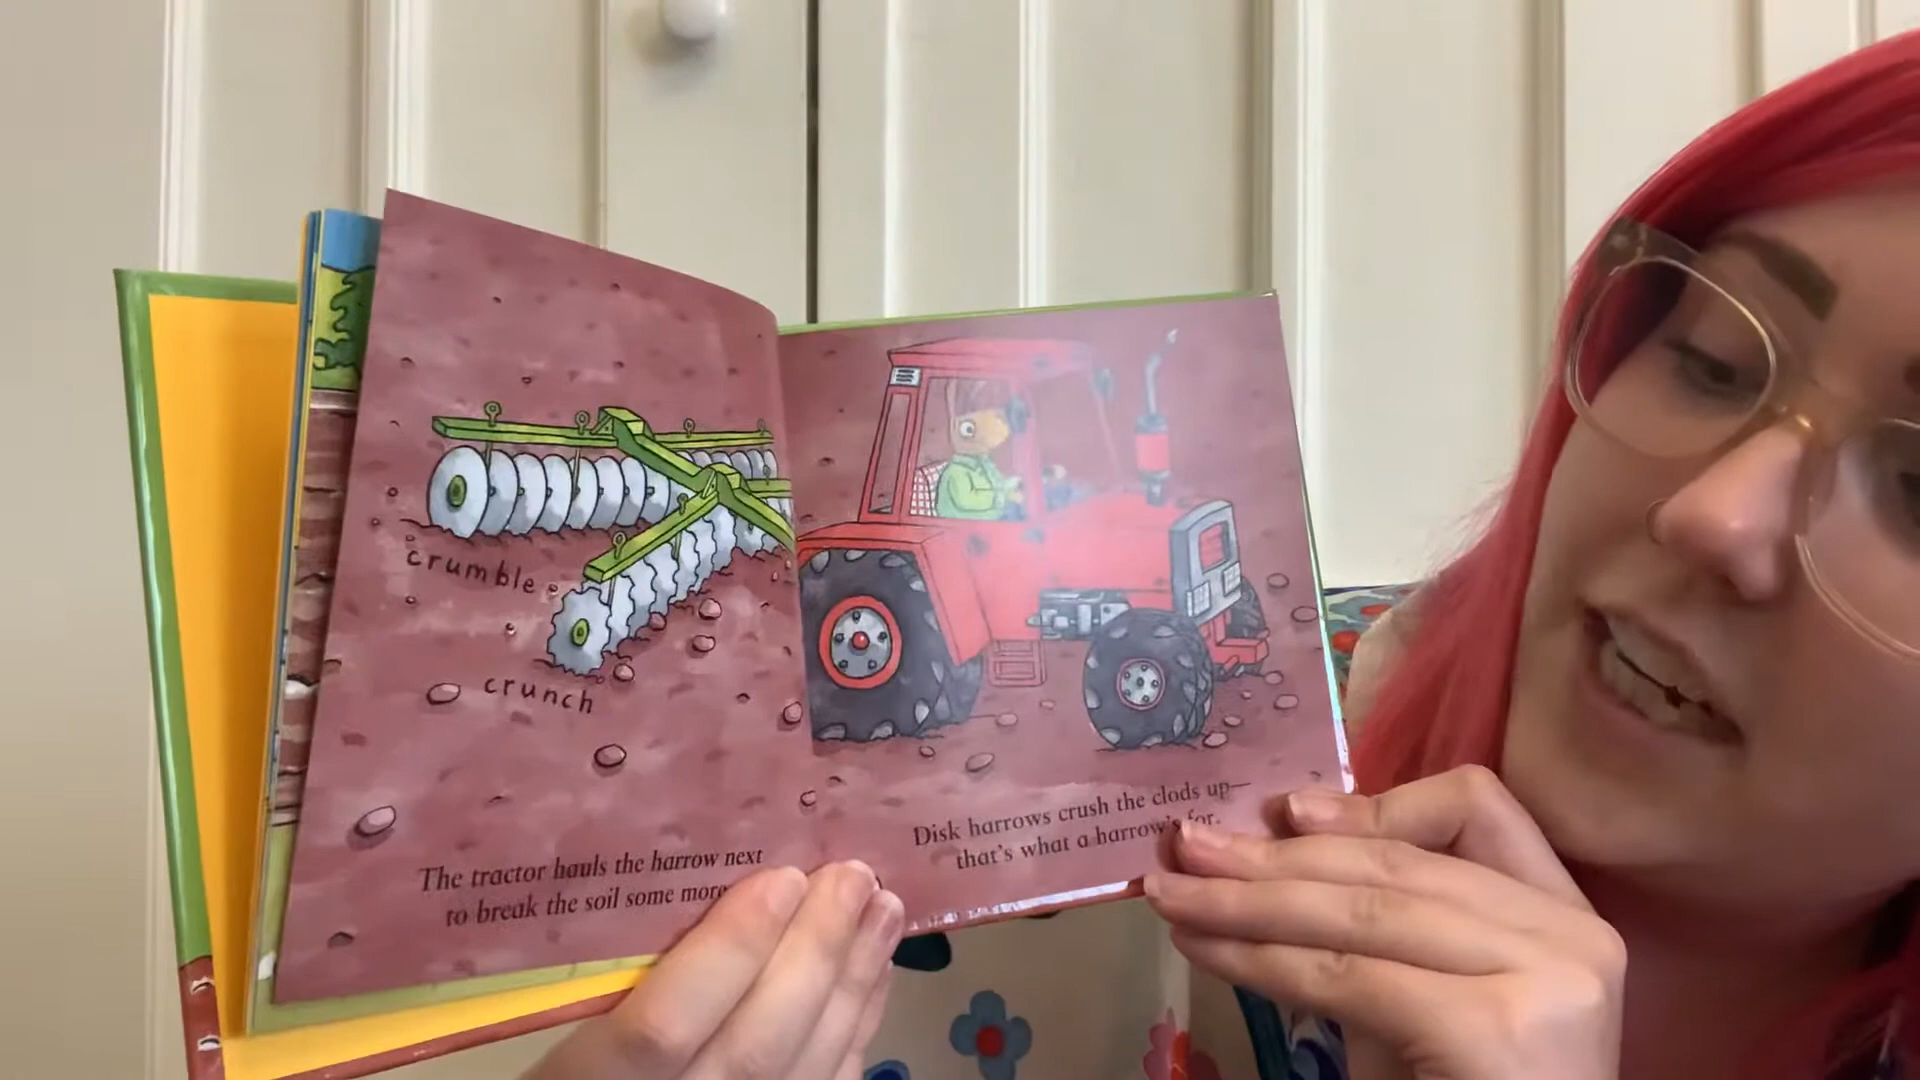 crumble
crunch
The tractor hauls the harrow next
to break the soil some more
Disk harrows crush the clods up—
that's what a harrow's for.